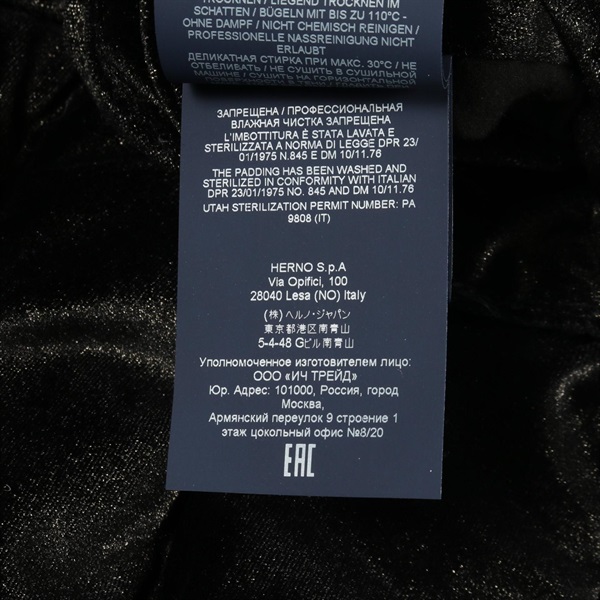 TROCKNEN / LIEGEND TROCKNEN IM
SCHATTEN / BÜGELN MIT BIS ZU 110°C -
OHNE DAMPF / NICHT CHEMISCH REINIGEN /
PROFESSIONELLE NASSREINIGUNG NICHT
ERLAUBT
ДЕЛИКАТНАЯ СТИРКА ПРИ МАКС. 30°C / НЕ
ОТБЕЛИВАТЬ / НЕ СУШИТЬ В СУШИЛЬНОЙ
МАШИНЕ / СУШИТЬ НА ГОРИЗОНТАЛЬНОЙ
ЗАПРЕЩЕНА / ПРОФЕССИОНАЛЬНАЯ
ВЛАЖНАЯ ЧИСТКА ЗАПРЕЩЕНА
L'IMBOTTITURA È STATA LAVATA E
STERILIZZATA A NORMA DI LEGGE DPR 23/
01/1975 N.845 E DM 10/11.76
THE PADDING HAS BEEN WASHED AND
STERILIZED IN CONFORMITY WITH ITALIAN
DPR 23/01/1975 NO. 845 AND DM 10/11.76
UTAH STERILIZATION PERMIT NUMBER: PA
9808 (IT)
HERNO S.p.A
Via Opifici, 100
28040 Lesa (NO) Italy
(株) ヘルノ・ジャパン
東京都港区南青山
5-4-48 Gビル南青山
Уполномоченное изготовителем лицо:
ООО «ИЧ ТРЕЙД»
Юр. Адрес: 101000, Россия, город
Москва,
Армянский переулок 9 строение 1
этаж цокольный офис №8/20
EAC